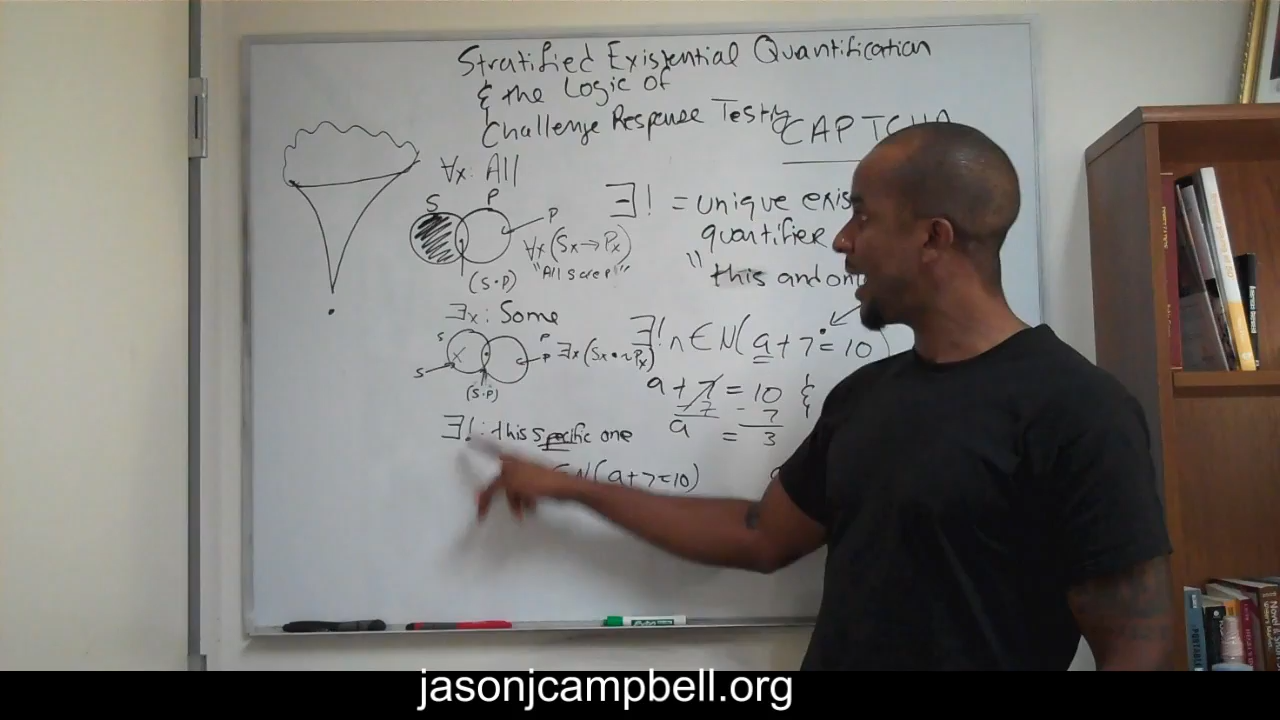 Stratified Existential Quantification
& the Logic of
Challenge Response Testing CAPTCHA
∀x: All
S P
P
∀x(Sx→Px)
"All S are P"
(S·P)
∃! = unique exis
quantifier
"this and on
∃x: Some
S P
P
X
S
(S·P)
∃x(Sx·~Px)
∃!n∈N(a+7=10)
a+7=10 &
-7 -7
a = 3
∃!: this specific one
∈N(a+7=10)
jasonjcampbell.org